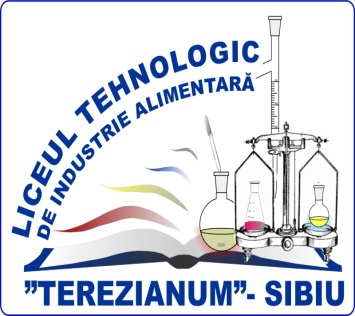 LICEUL TEHNOLOGIC
DE INDUSTRIE ALIMENTARĂ
”TEREZIANUM”- SIBIU